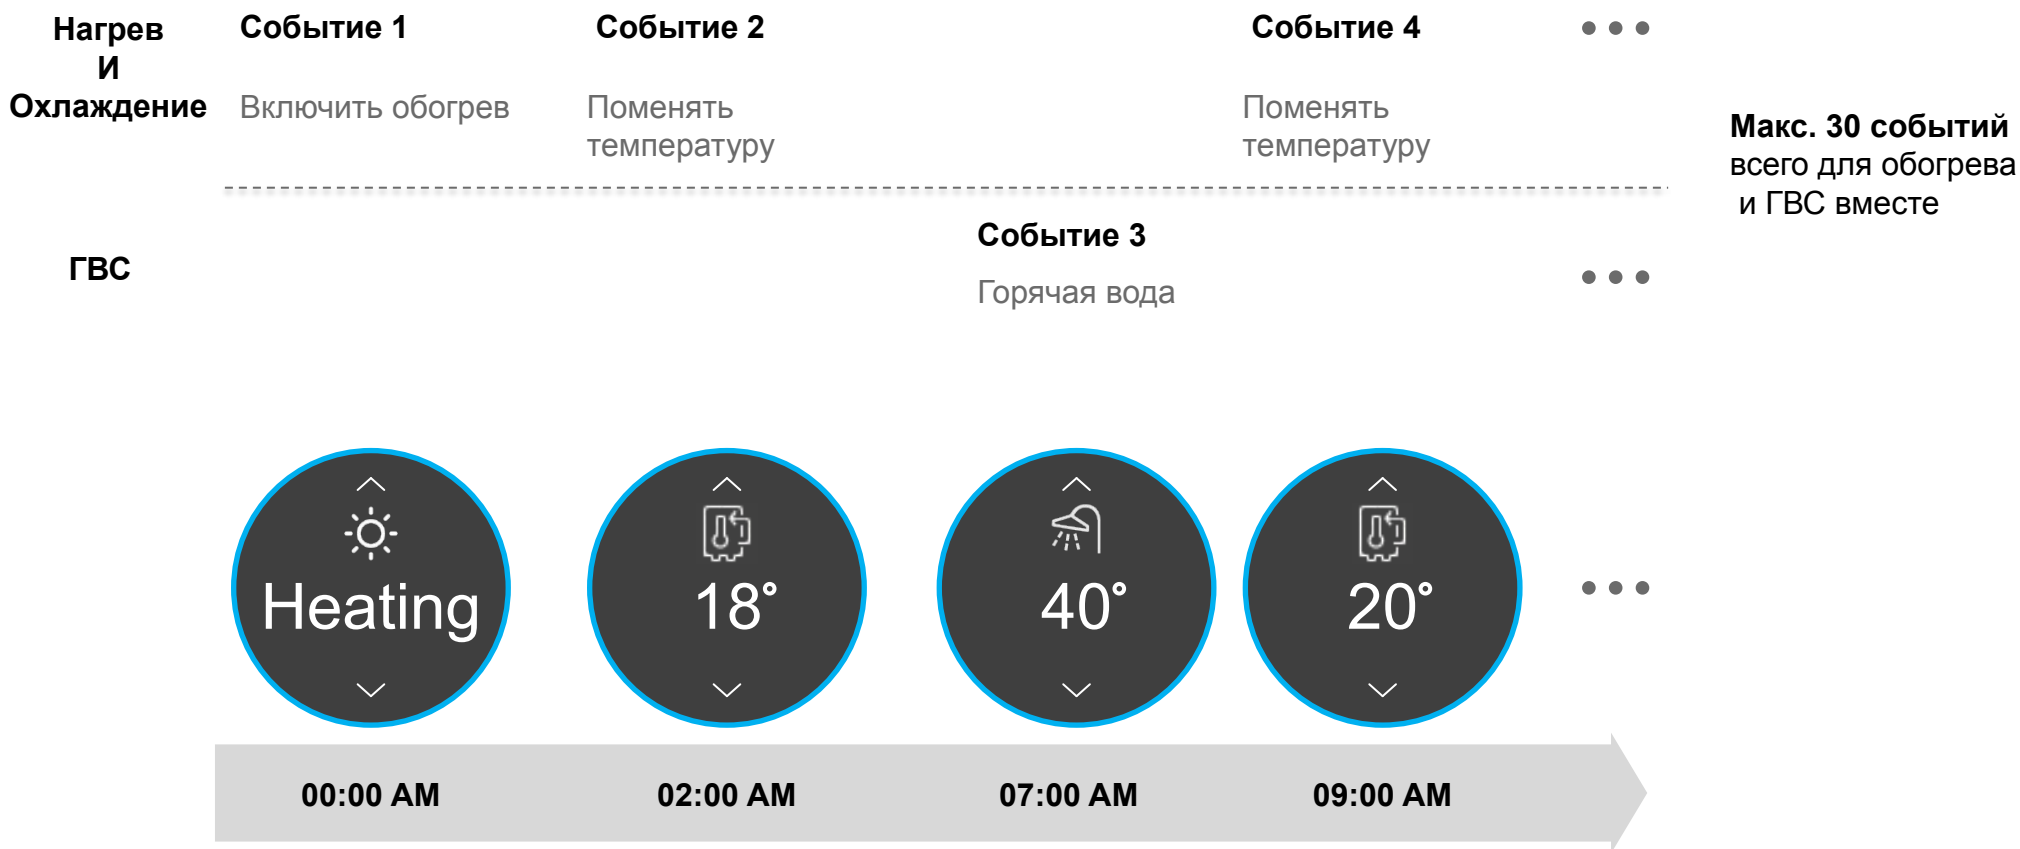 Нагрев
И
Охлаждение
Событие 1
Включить обогрев
Событие 2
Поменять
температуру
Событие 4
Поменять
температуру
Макс. 30 событий
всего для обогрева
и ГВС вместе
ГВС
Событие 3
Горячая вода
Heating
18°
40°
20°
00:00 AM
02:00 AM
07:00 AM
09:00 AM